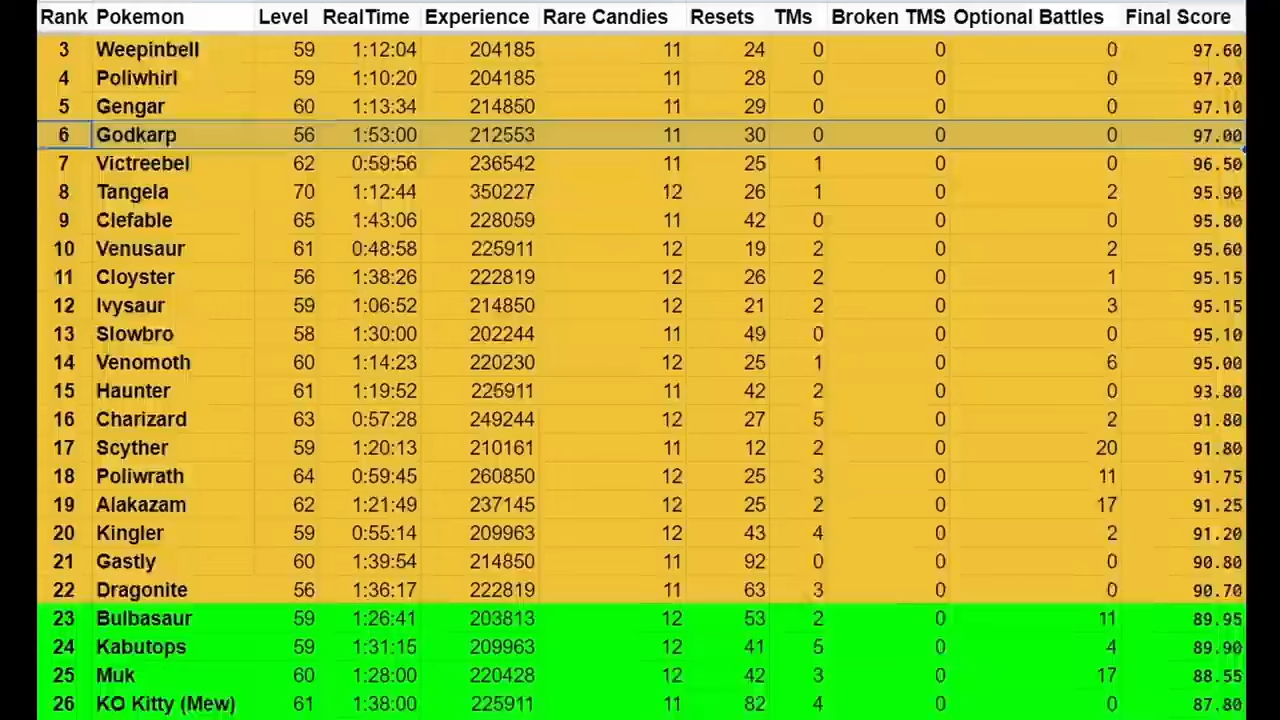 Rank Pokemon Level RealTime Experience Rare Candies Resets TMs Broken TMS Optional Battles Final Score
3 Weepinbell 59 1:12:04 204185 11 24 0 0 0 97.60
4 Poliwhirl 59 1:10:20 204185 11 28 0 0 0 97.20
5 Gengar 60 1:13:34 214850 11 29 0 0 0 97.10
6 Godkarp 56 1:53:00 212553 11 30 0 0 0 97.00
7 Victreebel 62 0:59:56 236542 11 25 1 0 0 96.50
8 Tangela 70 1:12:44 350227 12 26 1 0 2 95.90
9 Clefable 65 1:43:06 228059 11 42 0 0 0 95.80
10 Venusaur 61 0:48:58 225911 12 19 2 0 2 95.60
11 Cloyster 56 1:38:26 222819 12 26 2 0 1 95.15
12 Ivysaur 59 1:06:52 214850 12 21 2 0 3 95.15
13 Slowbro 58 1:30:00 202244 11 49 0 0 0 95.10
14 Venomoth 60 1:14:23 220230 12 25 1 0 6 95.00
15 Haunter 61 1:19:52 225911 11 42 2 0 0 93.80
16 Charizard 63 0:57:28 249244 12 27 5 0 2 91.80
17 Scyther 59 1:20:13 210161 11 12 2 0 20 91.80
18 Poliwrath 64 0:59:45 260850 12 25 3 0 11 91.75
19 Alakazam 62 1:21:49 237145 12 25 2 0 17 91.25
20 Kingler 59 0:55:14 209963 12 43 4 0 2 91.20
21 Gastly 60 1:39:54 214850 11 92 0 0 0 90.80
22 Dragonite 56 1:36:17 222819 11 63 3 0 0 90.70
23 Bulbasaur 59 1:26:41 203813 12 53 2 0 11 89.95
24 Kabutops 59 1:31:15 209963 12 41 5 0 4 89.90
25 Muk 60 1:28:00 220428 12 42 3 0 17 88.55
26 KO Kitty (Mew) 61 1:38:00 225911 11 82 4 0 0 87.80